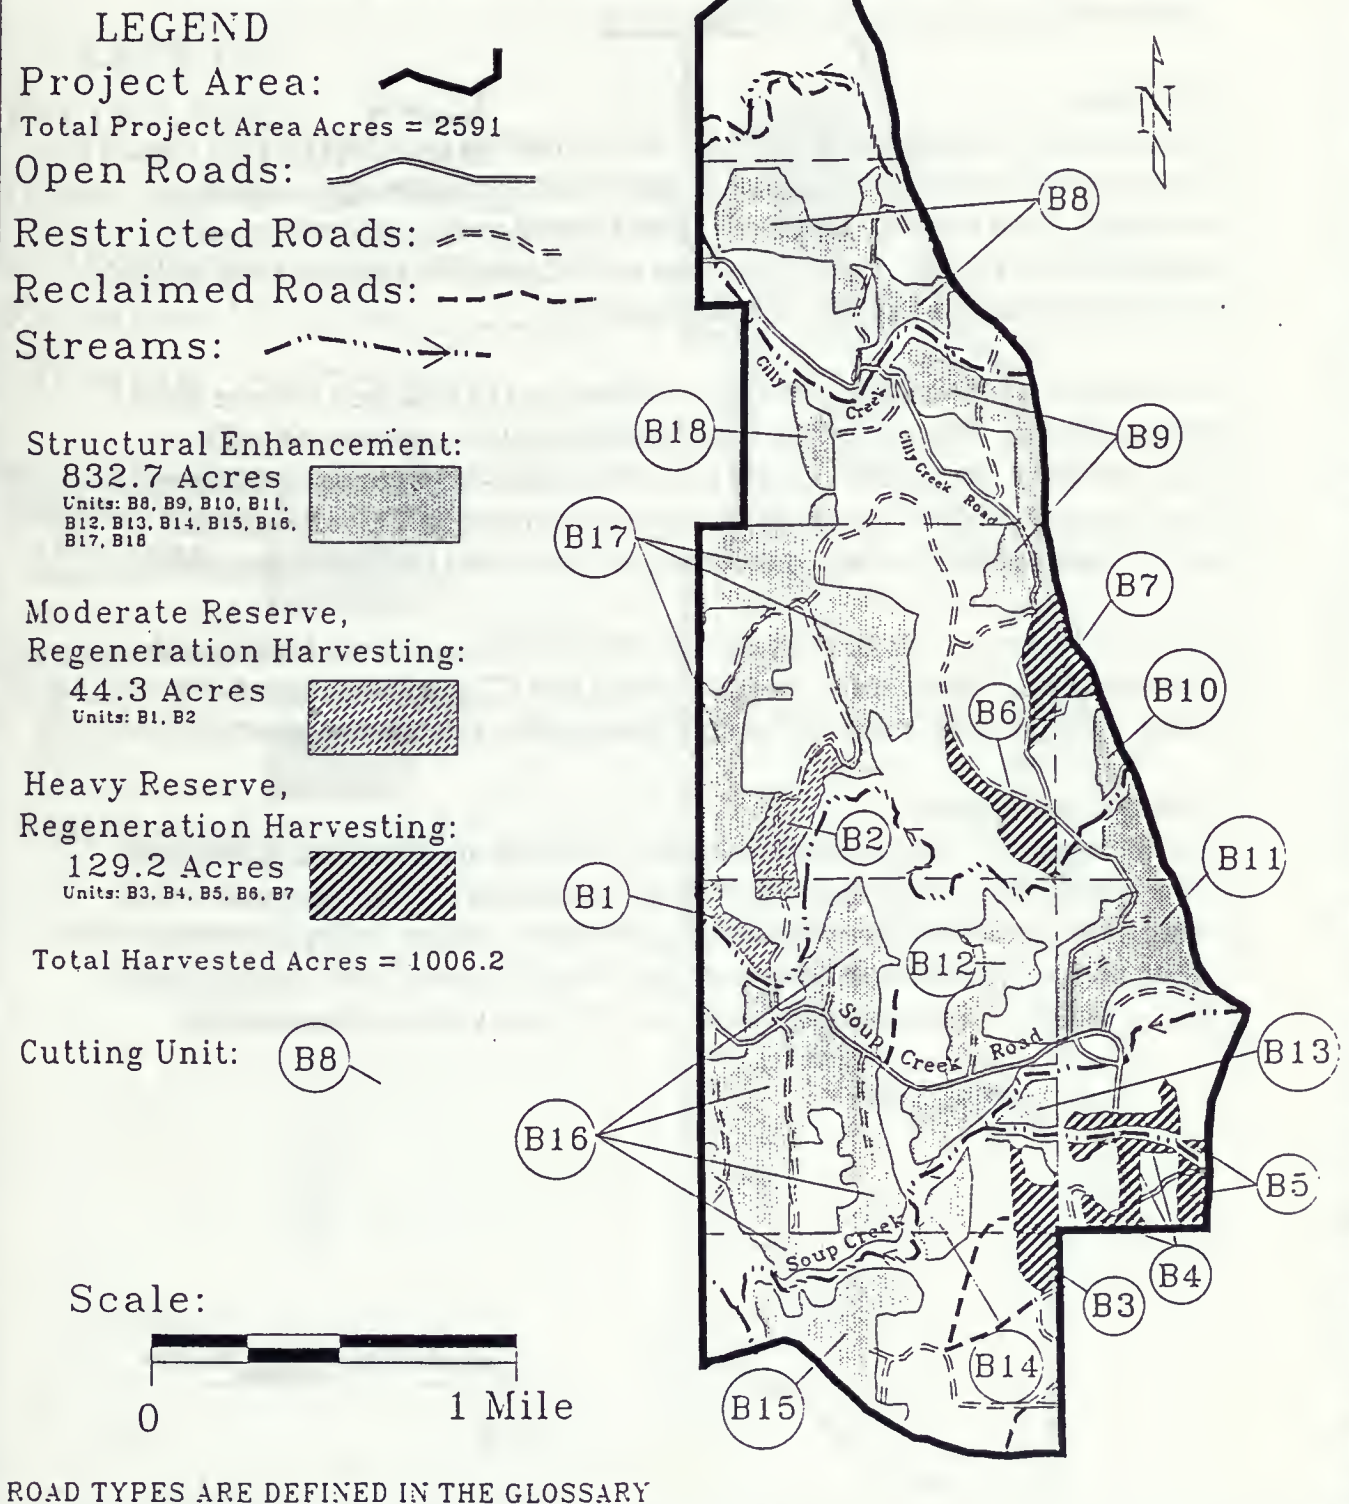 LEGEND
Project Area:
Total Project Area Acres = 2591
Open Roads:
Restricted Roads:
Reclaimed Roads:
Streams:
Structural Enhancement:
832.7 Acres
Units: B8, B9, B10, B11,
B12, B13, B14, B15, B16,
B17, B18
Moderate Reserve,
Regeneration Harvesting:
44.3 Acres
Units: B1, B2
Heavy Reserve,
Regeneration Harvesting:
129.2 Acres
Units: B3, B4, B5, B6, B7
Total Harvested Acres = 1006.2
Cutting Unit:
B8
Scale:
0
1 Mile
ROAD TYPES ARE DEFINED IN THE GLOSSARY
N
B8
Cilly Creek
B18
B9
Cilly Creek Road
B17
B7
B10
B6
B2
B11
B1
B12
Soup Creek Road
B13
B16
B5
Soup Creek
B4
B3
B14
B15